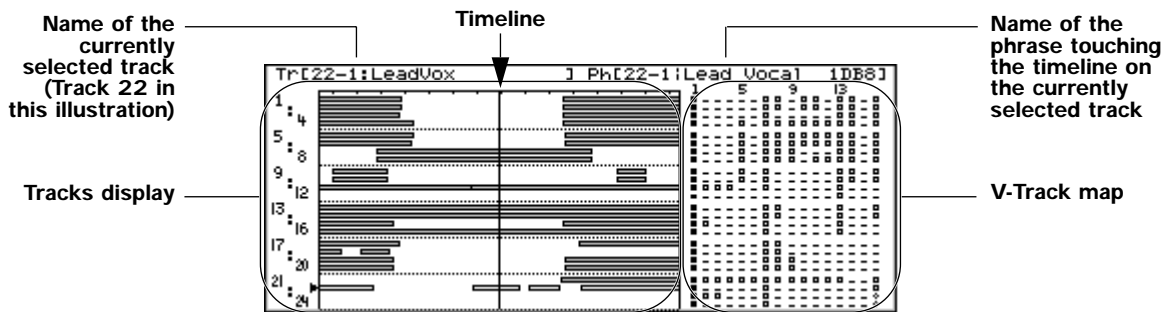 Name of the
currently
selected track
(Track 22 in
this illustration)
Timeline
Name of the
phrase touching
the timeline on
the currently
selected track
Tr[22-1:LeadVox ] Ph[22-1|Lead Vocal 1DB8]
1 5 9 13
1
:4
5
:8
9
:12
13
:16
17
:20
21
:24
Tracks display
V-Track map